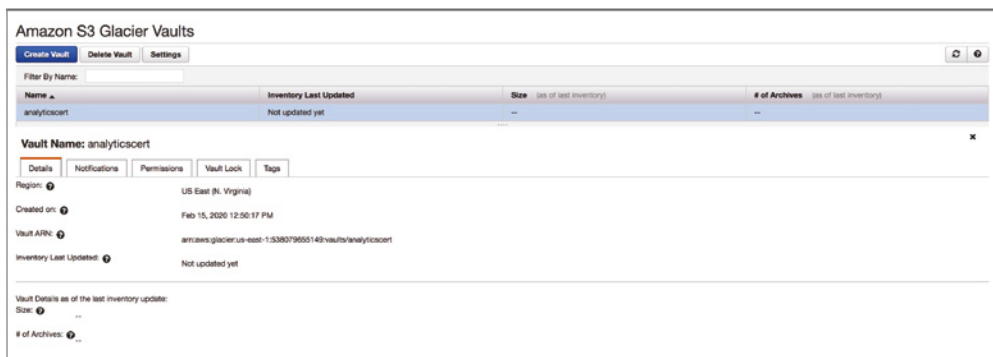 Amazon S3 Glacier Vaults
Create Vault Delete Vault Settings
Filter By Name:
Name Inventory Last Updated Size (as of last inventory) # of Archives (as of last inventory)
analyticscert Not updated yet -- --
Vault Name: analyticscert
Details Notifications Permissions Vault Lock Tags
Region: US East (N. Virginia)
Created on: Feb 15, 2020 12:50:17 PM
Vault ARN: arn:aws:glacier:us-east-1:538079655149:vaults/analyticscert
Inventory Last Updated: Not updated yet
Vault Details as of the last inventory update:
Size: --
# of Archives: --